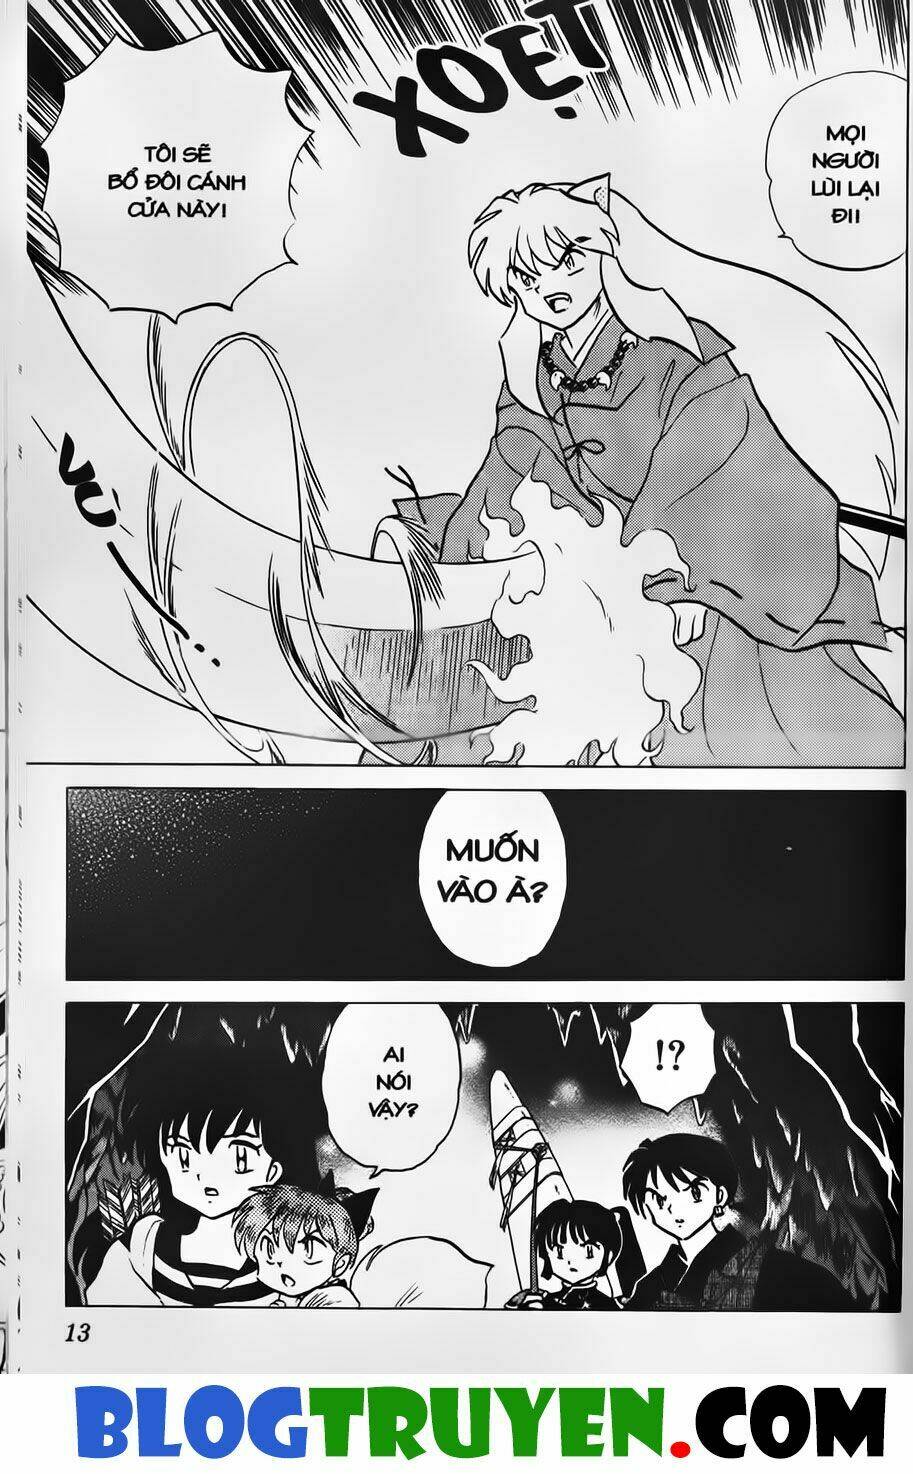 XOẸT
MỌI
NGƯỜI
LÙI LẠI
ĐI!
TÔI SẼ
BỔ ĐÔI CÁNH
CỬA NÀY!
VÚ...
MUỐN
VÀO À?
!?
AI
NÓI
VẬY?
13
BLOGTRUYEN.COM